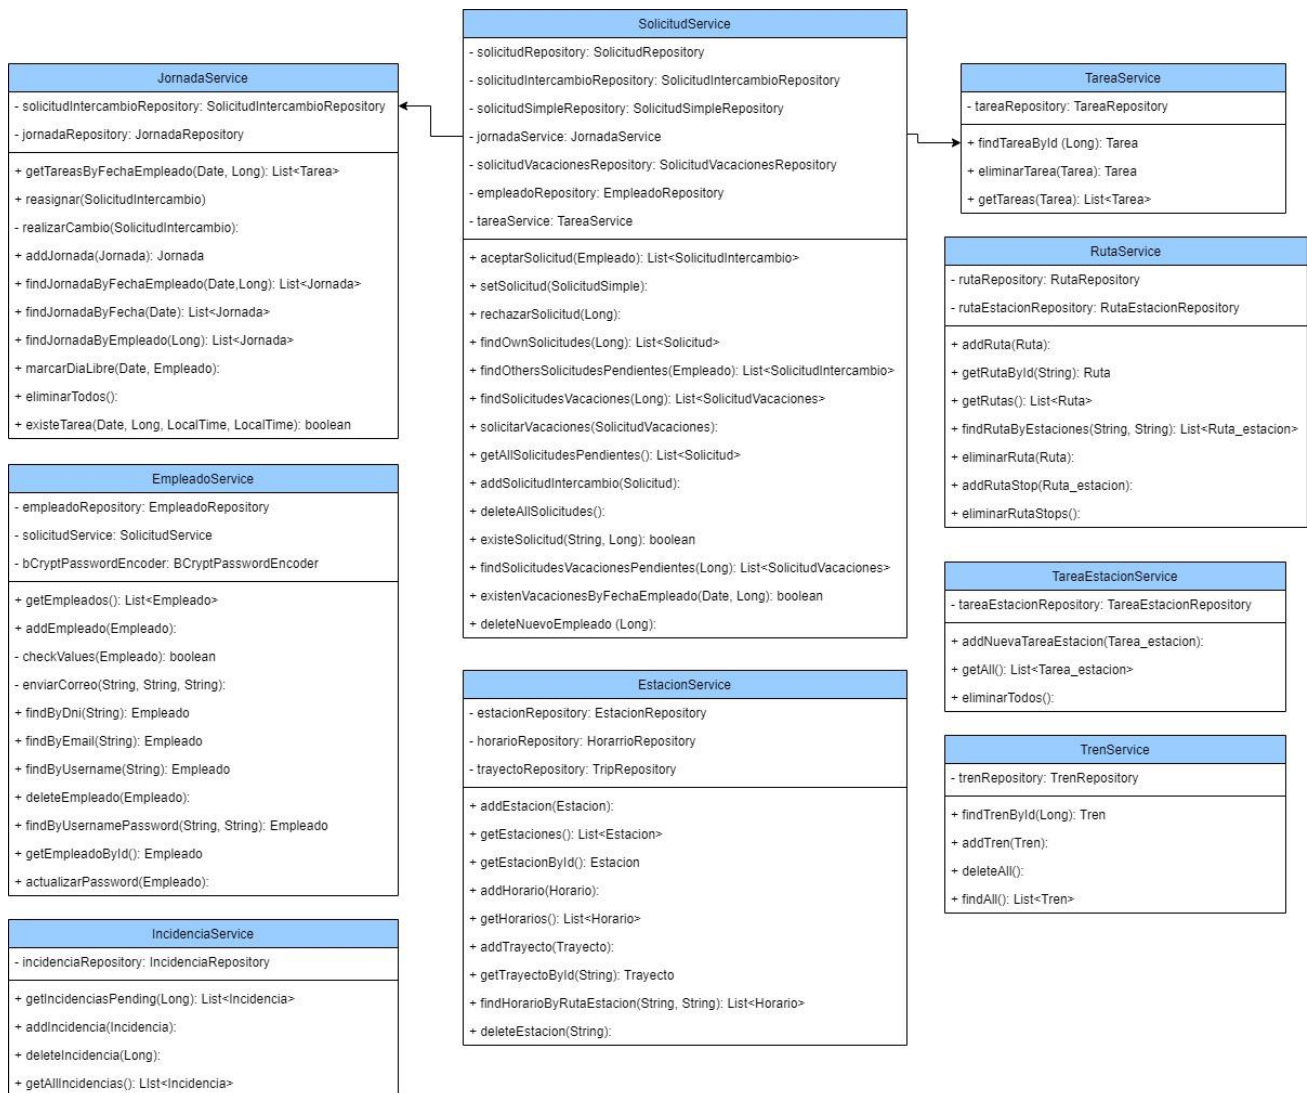 SolicitudService
- solicitudRepository: SolicitudRepository
- solicitudIntercambioRepository: SolicitudIntercambioRepository
- solicitudSimpleRepository: SolicitudSimpleRepository
- jornadaService: JornadaService
- solicitudVacacionesRepository: SolicitudVacacionesRepository
- empleadoRepository: EmpleadoRepository
- tareaService: TareaService
+ aceptarSolicitud(Empleado): List<SolicitudIntercambio>
+ setSolicitud(SolicitudSimple):
+ rechazarSolicitud(Long):
+ findOwnSolicitudes(Long): List<Solicitud>
+ findOthersSolicitudesPendientes(Empleado): List<SolicitudIntercambio>
+ findSolicitudesVacaciones(Long): List<SolicitudVacaciones>
+ solicitarVacaciones(SolicitudVacaciones):
+ getAllSolicitudesPendientes(): List<Solicitud>
+ addSolicitudIntercambio(Solicitud):
+ deleteAllSolicitudes():
+ existeSolicitud(String, Long): boolean
+ findSolicitudesVacacionesPendientes(Long): List<SolicitudVacaciones>
+ existenVacacionesByFechaEmpleado(Date, Long): boolean
+ deleteNuevoEmpleado (Long):
JornadaService
- solicitudIntercambioRepository: SolicitudIntercambioRepository
- jornadaRepository: JornadaRepository
+ getTareasByFechaEmpleado(Date, Long): List<Tarea>
+ reasignar(SolicitudIntercambio)
- realizarCambio(SolicitudIntercambio):
+ addJornada(Jornada): Jornada
+ findJornadaByFechaEmpleado(Date,Long): List<Jornada>
+ findJornadaByFecha(Date): List<Jornada>
+ findJornadaByEmpleado(Long): List<Jornada>
+ marcarDiaLibre(Date, Empleado):
+ eliminarTodos():
+ existeTarea(Date, Long, LocalTime, LocalTime): boolean
TareaService
- tareaRepository: TareaRepository
+ findTareaById (Long): Tarea
+ eliminarTarea(Tarea): Tarea
+ getTareas(Tarea): List<Tarea>
RutaService
- rutaRepository: RutaRepository
- rutaEstacionRepository: RutaEstacionRepository
+ addRuta(Ruta):
+ getRutaById(String): Ruta
+ getRutas(): List<Ruta>
+ findRutaByEstaciones(String, String): List<Ruta_estacion>
+ eliminarRuta(Ruta):
+ addRutaStop(Ruta_estacion):
+ eliminarRutaStops():
EmpleadoService
- empleadoRepository: EmpleadoRepository
- solicitudService: SolicitudService
- bCryptPasswordEncoder: BCryptPasswordEncoder
+ getEmpleados(): List<Empleado>
+ addEmpleado(Empleado):
- checkValues(Empleado): boolean
- enviarCorreo(String, String, String):
+ findByDni(String): Empleado
+ findByEmail(String): Empleado
+ findByUsername(String): Empleado
+ deleteEmpleado(Empleado):
+ findByUsernamePassword(String, String): Empleado
+ getEmpleadoById(): Empleado
+ actualizarPassword(Empleado):
EstacionService
- estacionRepository: EstacionRepository
- horarioRepository: HorarrioRepository
- trayectoRepository: TripRepository
+ addEstacion(Estacion):
+ getEstaciones(): List<Estacion>
+ getEstacionById(): Estacion
+ addHorario(Horario):
+ getHorarios(): List<Horario>
+ addTrayecto(Trayecto):
+ getTrayectoById(String): Trayecto
+ findHorarioByRutaEstacion(String, String): List<Horario>
+ deleteEstacion(String):
TareaEstacionService
- tareaEstacionRepository: TareaEstacionRepository
+ addNuevaTareaEstacion(Tarea_estacion):
+ getAll(): List<Tarea_estacion>
+ eliminarTodos():
TrenService
- trenRepository: TrenRepository
+ findTrenById(Long): Tren
+ addTren(Tren):
+ deleteAll():
+ findAll(): List<Tren>
IncidenciaService
- incidenciaRepository: IncidenciaRepository
+ getIncidenciasPending(Long): List<Incidencia>
+ addIncidencia(Incidencia):
+ deleteIncidencia(Long):
+ getAllIncidencias(): LIst<Incidencia>